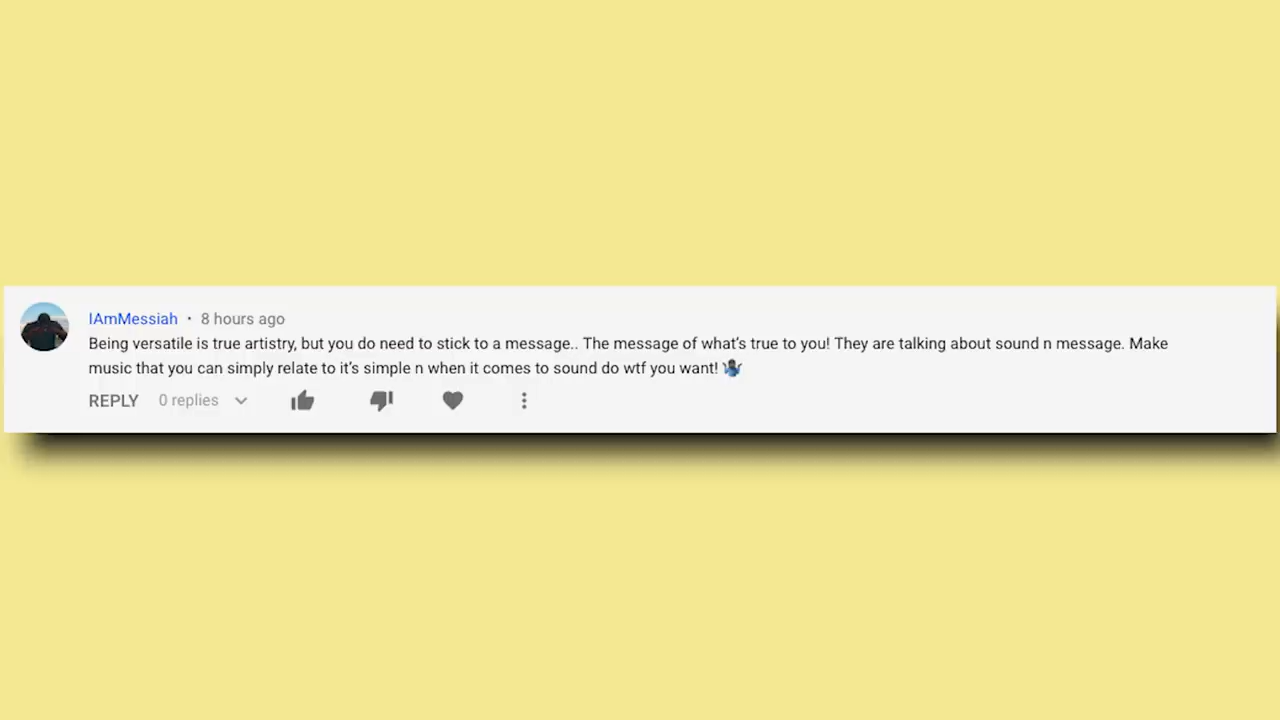 IAmMessiah · 8 hours ago
Being versatile is true artistry, but you do need to stick to a message.. The message of what's true to you! They are talking about sound n message. Make
music that you can simply relate to it's simple n when it comes to sound do wtf you want! 🤷🏿‍♂️
REPLY 0 replies